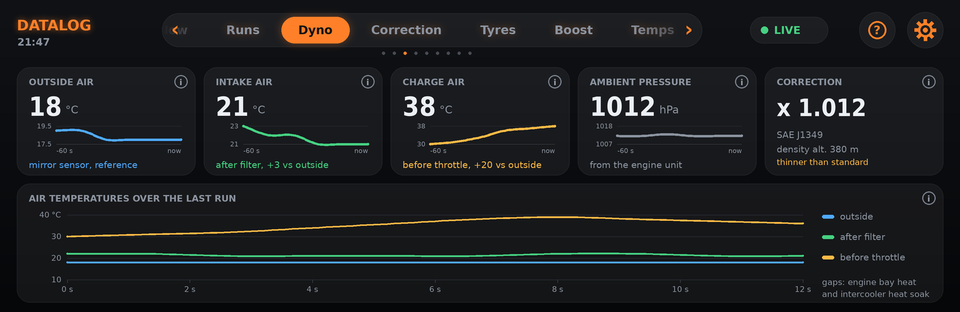 DATALOG
21:47
‹ w Runs Dyno Correction Tyres Boost Temps ›
LIVE
?
OUTSIDE AIR i
18 °C
19.5
17.5
-60 s now
mirror sensor, reference
INTAKE AIR i
21 °C
23
21
-60 s now
after filter, +3 vs outside
CHARGE AIR i
38 °C
38
30
-60 s now
before throttle, +20 vs outside
AMBIENT PRESSURE i
1012 hPa
1018
1007
-60 s now
from the engine unit
CORRECTION i
x 1.012
SAE J1349
density alt. 380 m
thinner than standard
AIR TEMPERATURES OVER THE LAST RUN i
40 °C
30
20
10
0 s 2 s 4 s 6 s 8 s 10 s 12 s
outside
after filter
before throttle
gaps: engine bay heat
and intercooler heat soak